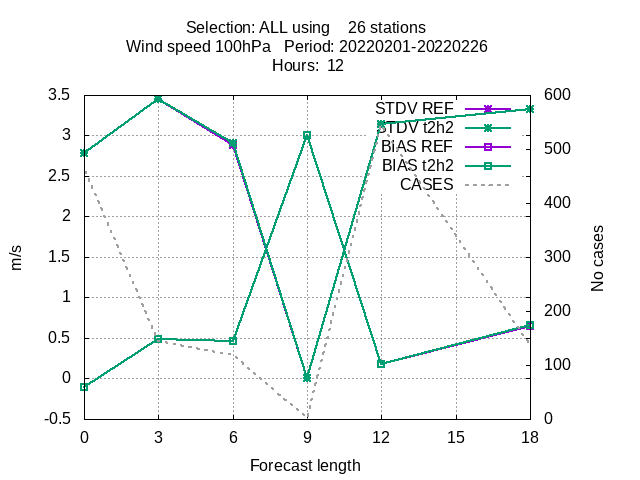 Selection: ALL using 26 stations
Wind speed 100hPa Period: 20220201-20220226
Hours: 12
STDV REF
STDV t2h2
BiAS REF
BIAS t2h2
CASES
3.5
3
2.5
2
1.5
1
0.5
0
-0.5
600
500
400
300
200
100
0
m/s
No cases
0 3 6 9 12 15 18
Forecast length